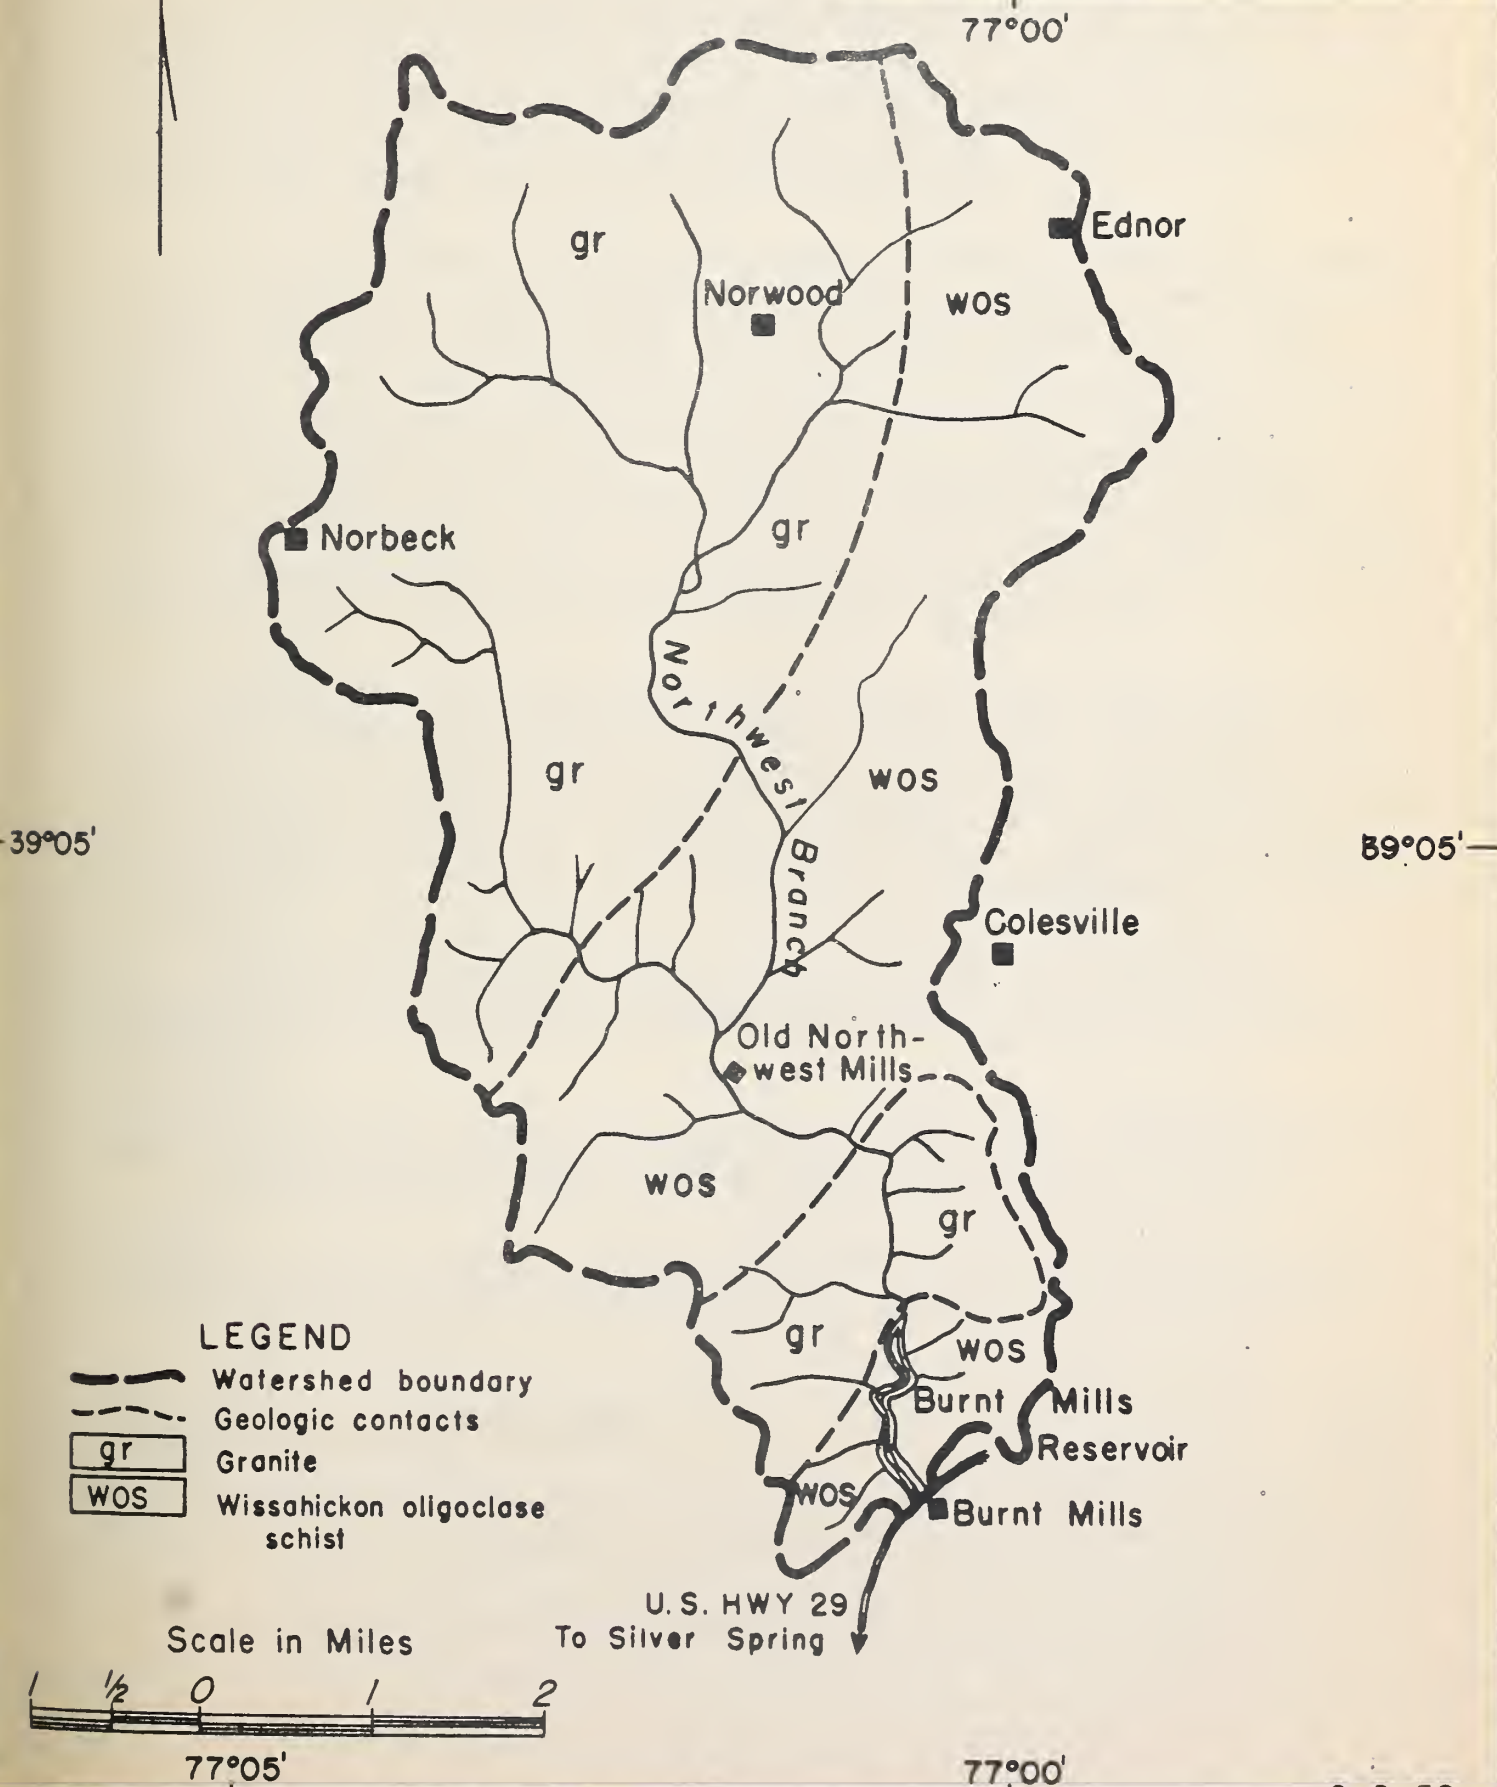 77°00'
Ednor
gr
Norwood
wos
Norbeck
gr
Northwest Branch
gr
wos
39°05'
39°05'
Colesville
Old North-
west Mills
wos
gr
gr
wos
LEGEND
Watershed boundary
Geologic contacts
gr
Granite
WOS
Wissahickon oligoclase
schist
Burnt Mills
Reservoir
wos
Burnt Mills
U.S. HWY 29
To Silver Spring
Scale in Miles
1 ½ 0 1 2
77°05'
77°00'